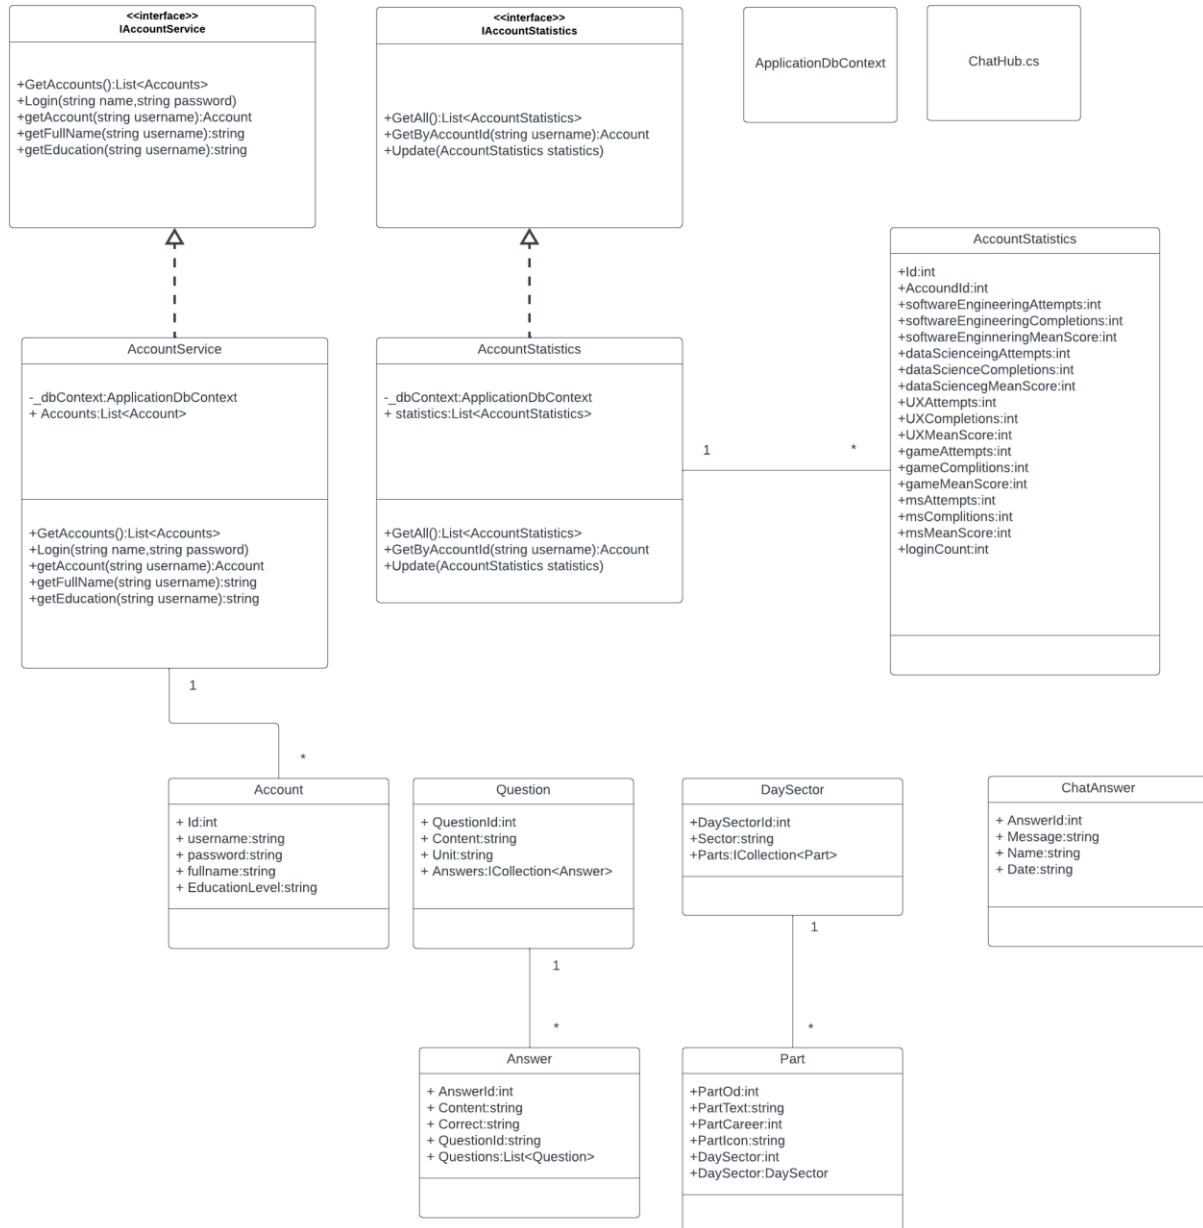 <<interface>>
IAccountService
+GetAccounts():List<Accounts>
+Login(string name,string password)
+getAccount(string username):Account
+getFullName(string username):string
+getEducation(string username):string
<<interface>>
IAccountStatistics
+GetAll():List<AccountStatistics>
+GetByAccountId(string username):Account
+Update(AccountStatistics statistics)
ApplicationDbContext
ChatHub.cs
AccountStatistics
+Id:int
+AccoundId:int
+softwareEngineeringAttempts:int
+softwareEngineeringCompletions:int
+softwareEnginneringMeanScore:int
+dataScienceingAttempts:int
+dataScienceCompletions:int
+dataSciencegMeanScore:int
+UXAttempts:int
+UXCompletions:int
+UXMeanScore:int
+gameAttempts:int
+gameComplitions:int
+gameMeanScore:int
+msAttempts:int
+msComplitions:int
+msMeanScore:int
+loginCount:int
AccountService
-_dbContext:ApplicationDbContext
+ Accounts:List<Account>
+GetAccounts():List<Accounts>
+Login(string name,string password)
+getAccount(string username):Account
+getFullName(string username):string
+getEducation(string username):string
AccountStatistics
-_dbContext:ApplicationDbContext
+ statistics:List<AccountStatistics>
+GetAll():List<AccountStatistics>
+GetByAccountId(string username):Account
+Update(AccountStatistics statistics)
1
*
1
*
Account
+ Id:int
+ username:string
+ password:string
+ fullname:string
+ EducationLevel:string
Question
+ QuestionId:int
+ Content:string
+ Unit:string
+ Answers:ICollection<Answer>
DaySector
+DaySectorId:int
+Sector:string
+Parts:ICollection<Part>
ChatAnswer
+ AnswerId:int
+ Message:string
+ Name:string
+ Date:string
1
*
1
*
Answer
+ AnswerId:int
+ Content:string
+ Correct:string
+ QuestionId:string
+ Questions:List<Question>
Part
+PartOd:int
+PartText:string
+PartCareer:int
+PartIcon:string
+DaySector:int
+DaySector:DaySector